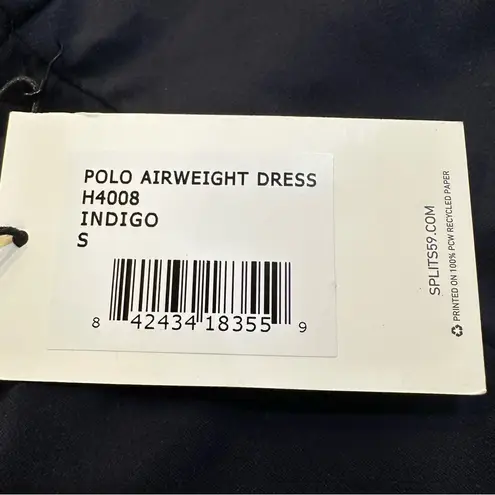 POLO AIRWEIGHT DRESS
H4008
INDIGO
S
8 42434 18355 9
SPLITS59.COM
PRINTED ON 100% PCW RECYCLED PAPER